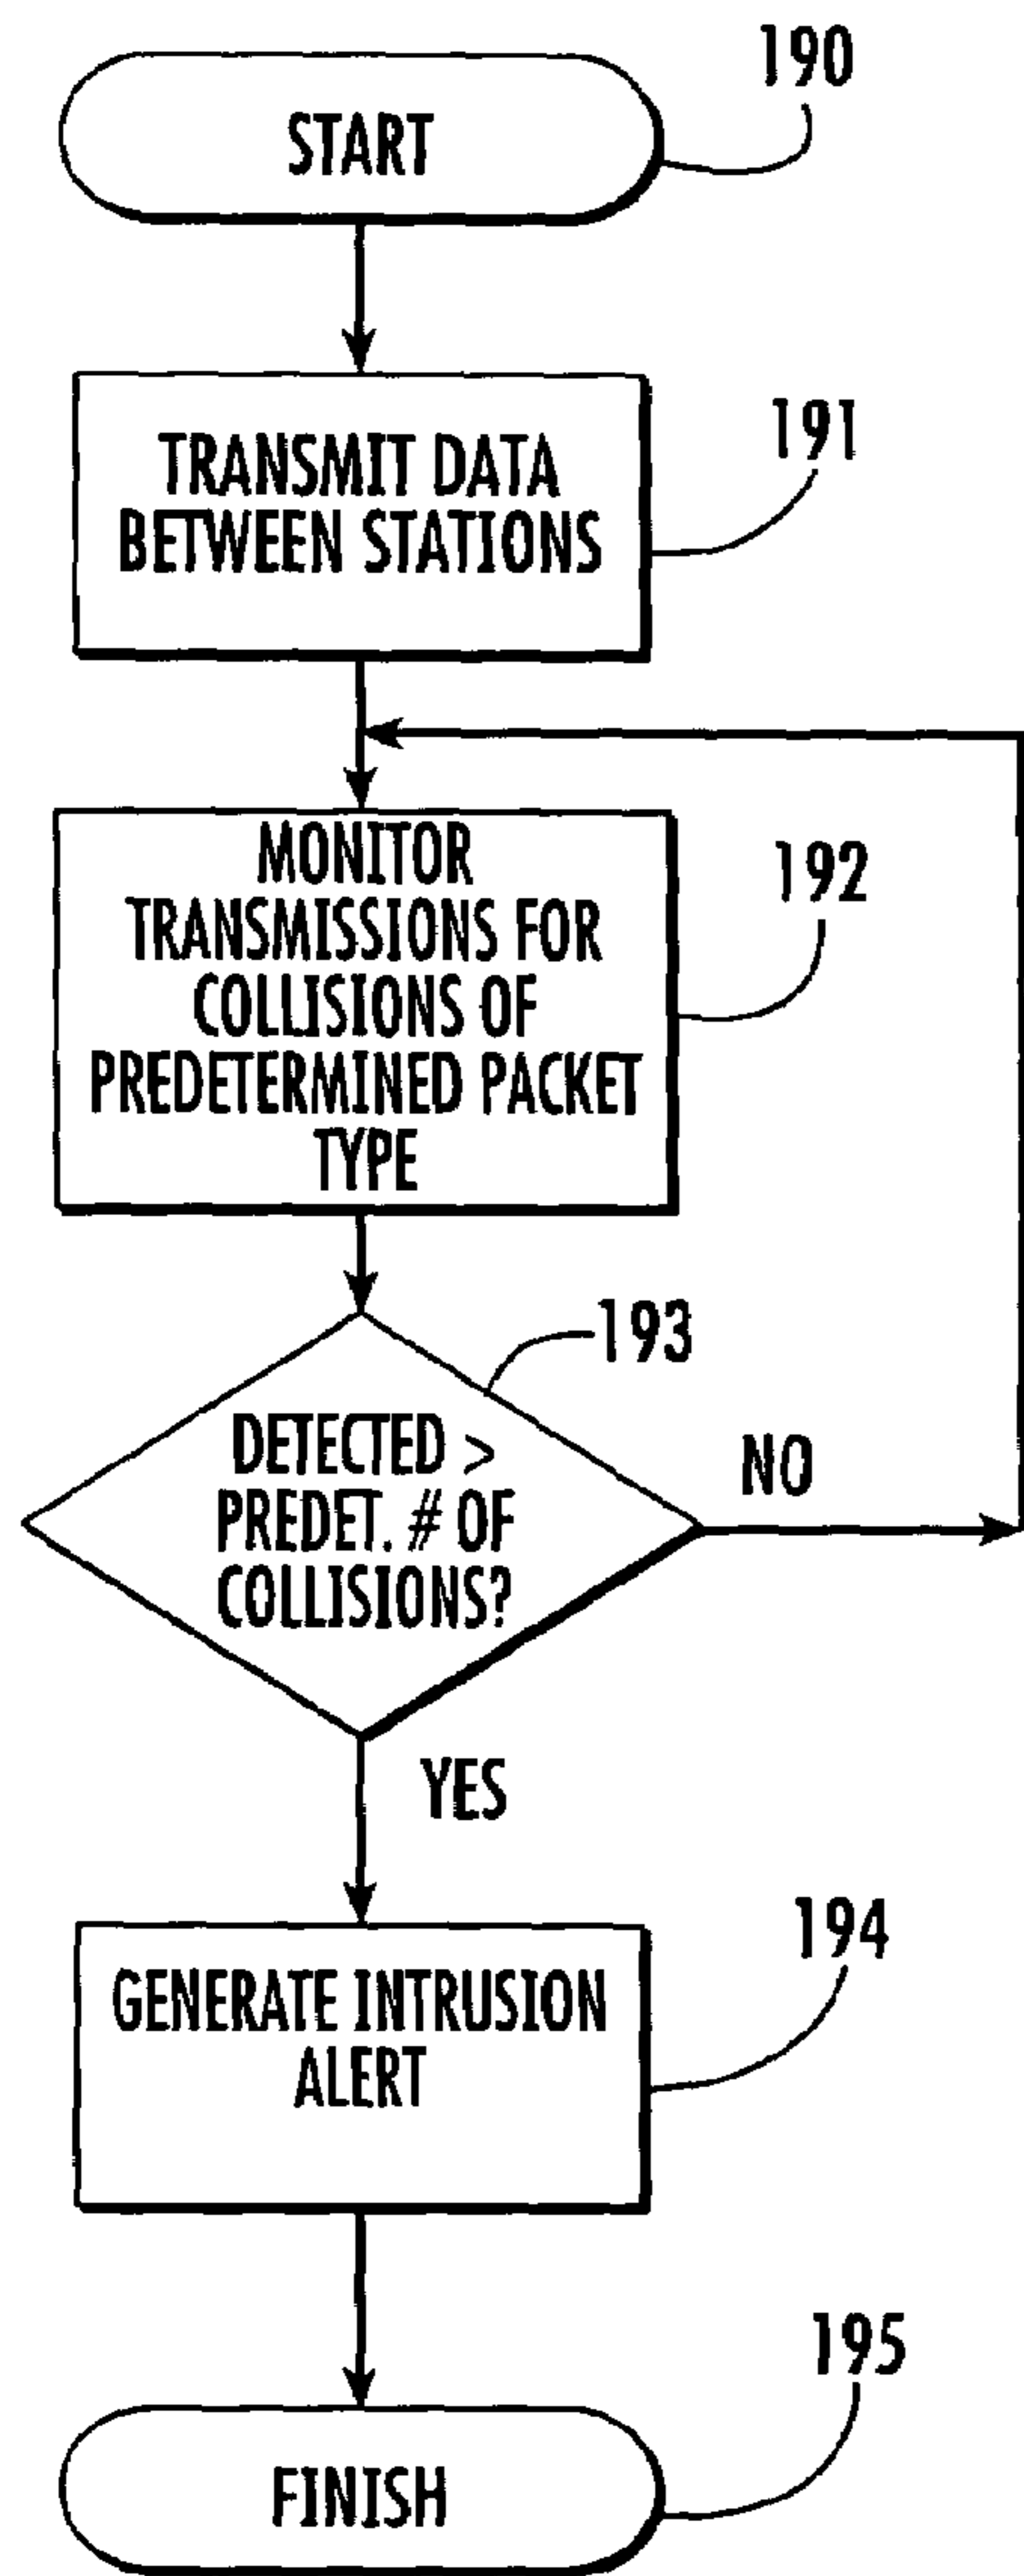 190
START
191
TRANSMIT DATA
BETWEEN STATIONS
192
MONITOR
TRANSMISSIONS FOR
COLLISIONS OF
PREDETERMINED PACKET
TYPE
193
DETECTED >
PREDET. # OF
COLLISIONS?
NO
YES
194
GENERATE INTRUSION
ALERT
195
FINISH